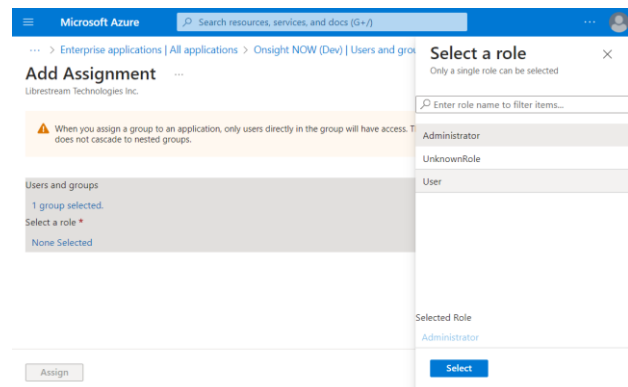 Microsoft Azure
Search resources, services, and docs (G+/)
...
... > Enterprise applications | All applications > Onsight NOW (Dev) | Users and grou
Add Assignment ...
Librestream Technologies Inc.
When you assign a group to an application, only users directly in the group will have access. T
does not cascade to nested groups.
Users and groups
1 group selected.
Select a role *
None Selected
Assign
Select a role
Only a single role can be selected
Enter role name to filter items...
Administrator
UnknownRole
User
Selected Role
Administrator
Select